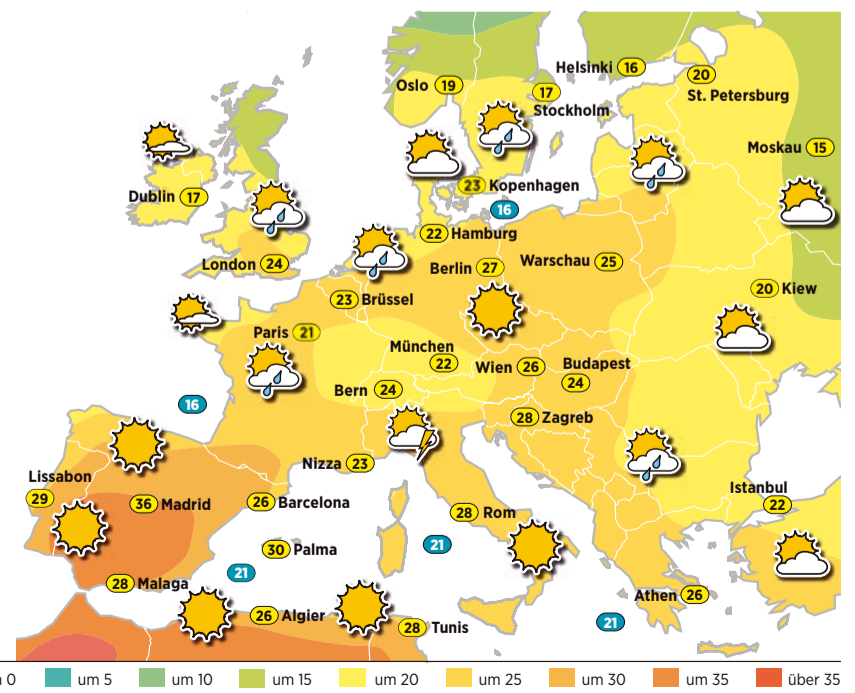 Helsinki 16
Oslo 19
20
St. Petersburg
17
Stockholm
Moskau 15
23 Kopenhagen
Dublin 17
16
22 Hamburg
London 24
Berlin 27
Warschau 25
20 Kiew
23 Brüssel
Paris 21
München
22
Wien 26
Budapest
24
Bern 24
16
28 Zagreb
Nizza 23
Lissabon
29
36 Madrid
26 Barcelona
Istanbul
22
28 Rom
30 Palma
21
21
28 Malaga
Athen 26
26 Algier
28 Tunis
21
0
um 5
um 10
um 15
um 20
um 25
um 30
um 35
über 35